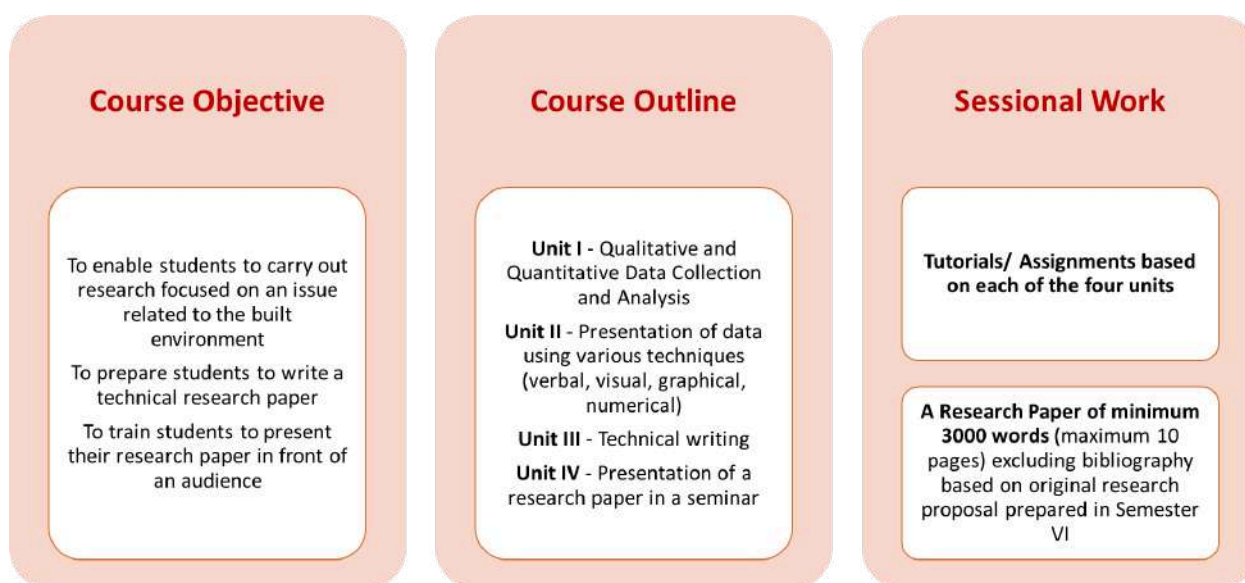 Course Objective
To enable students to carry out
research focused on an issue
related to the built
environment
To prepare students to write a
technical research paper
To train students to present
their research paper in front of
an audience
Course Outline
Unit I - Qualitative and
Quantitative Data Collection
and Analysis
Unit II - Presentation of data
using various techniques
(verbal, visual, graphical,
numerical)
Unit III - Technical writing
Unit IV - Presentation of a
research paper in a seminar
Sessional Work
Tutorials/ Assignments based
on each of the four units
A Research Paper of minimum
3000 words (maximum 10
pages) excluding bibliography
based on original research
proposal prepared in Semester
VI